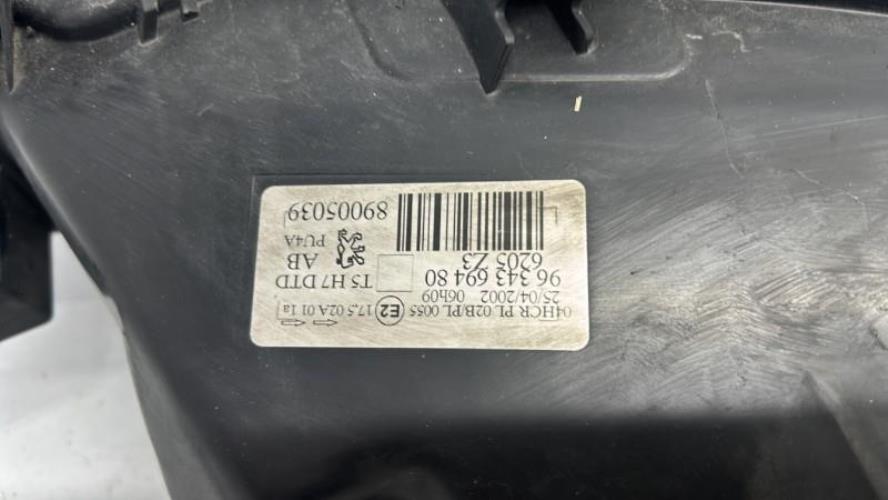 04HCR PL 02B/PL 0055 E2 17.5 02A 01 1a
25/04/2002 06h09
96 343 694 80 T5 H7 DTD
6205 Z3 AB
PU4A
89005039